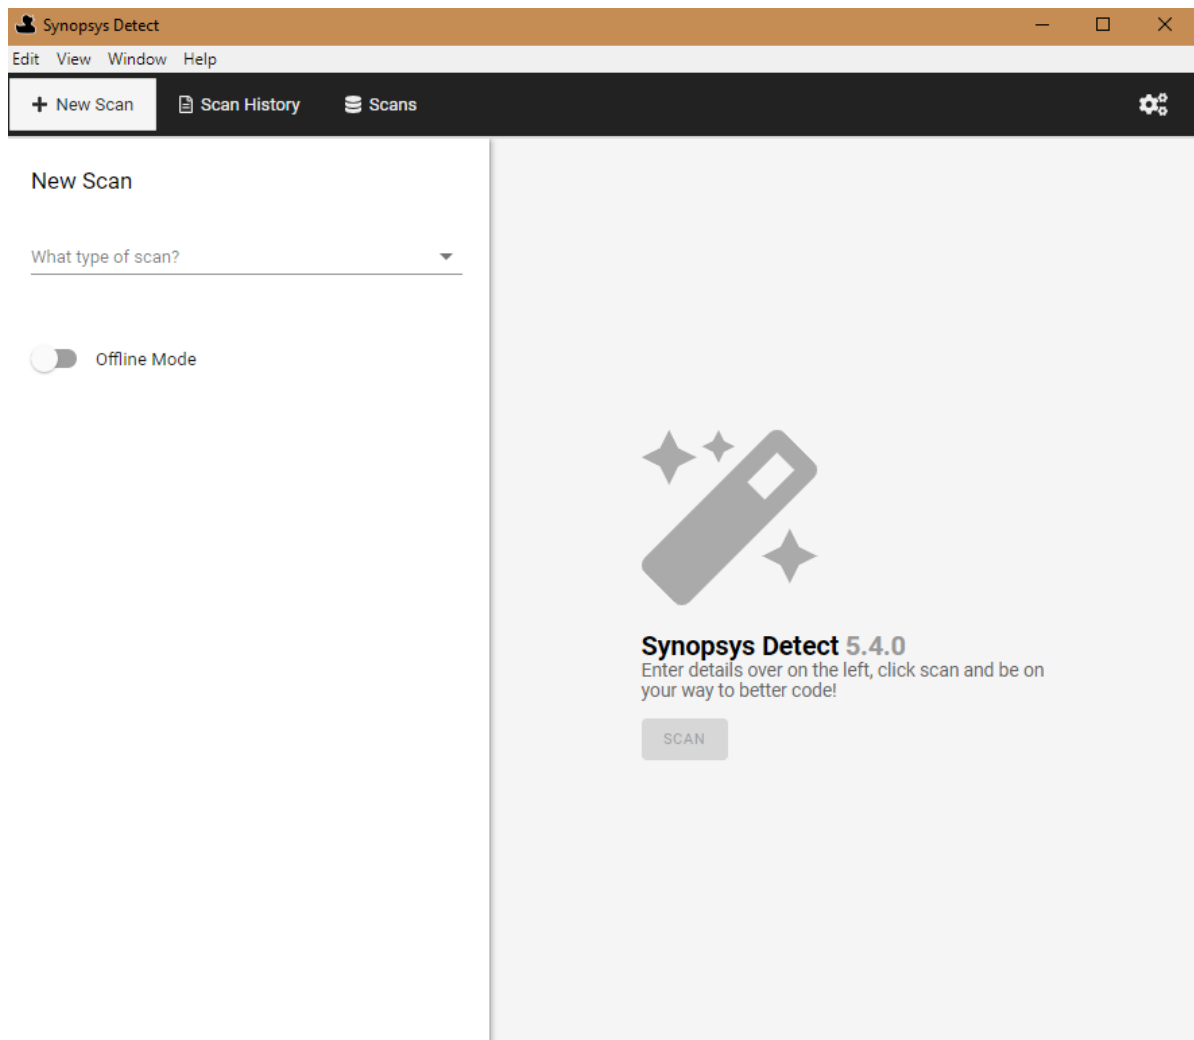 Synopsys Detect
Edit View Window Help
New Scan Scan History Scans
New Scan
What type of scan?
Offline Mode
Synopsys Detect 5.4.0
Enter details over on the left, click scan and be on
your way to better code!
SCAN